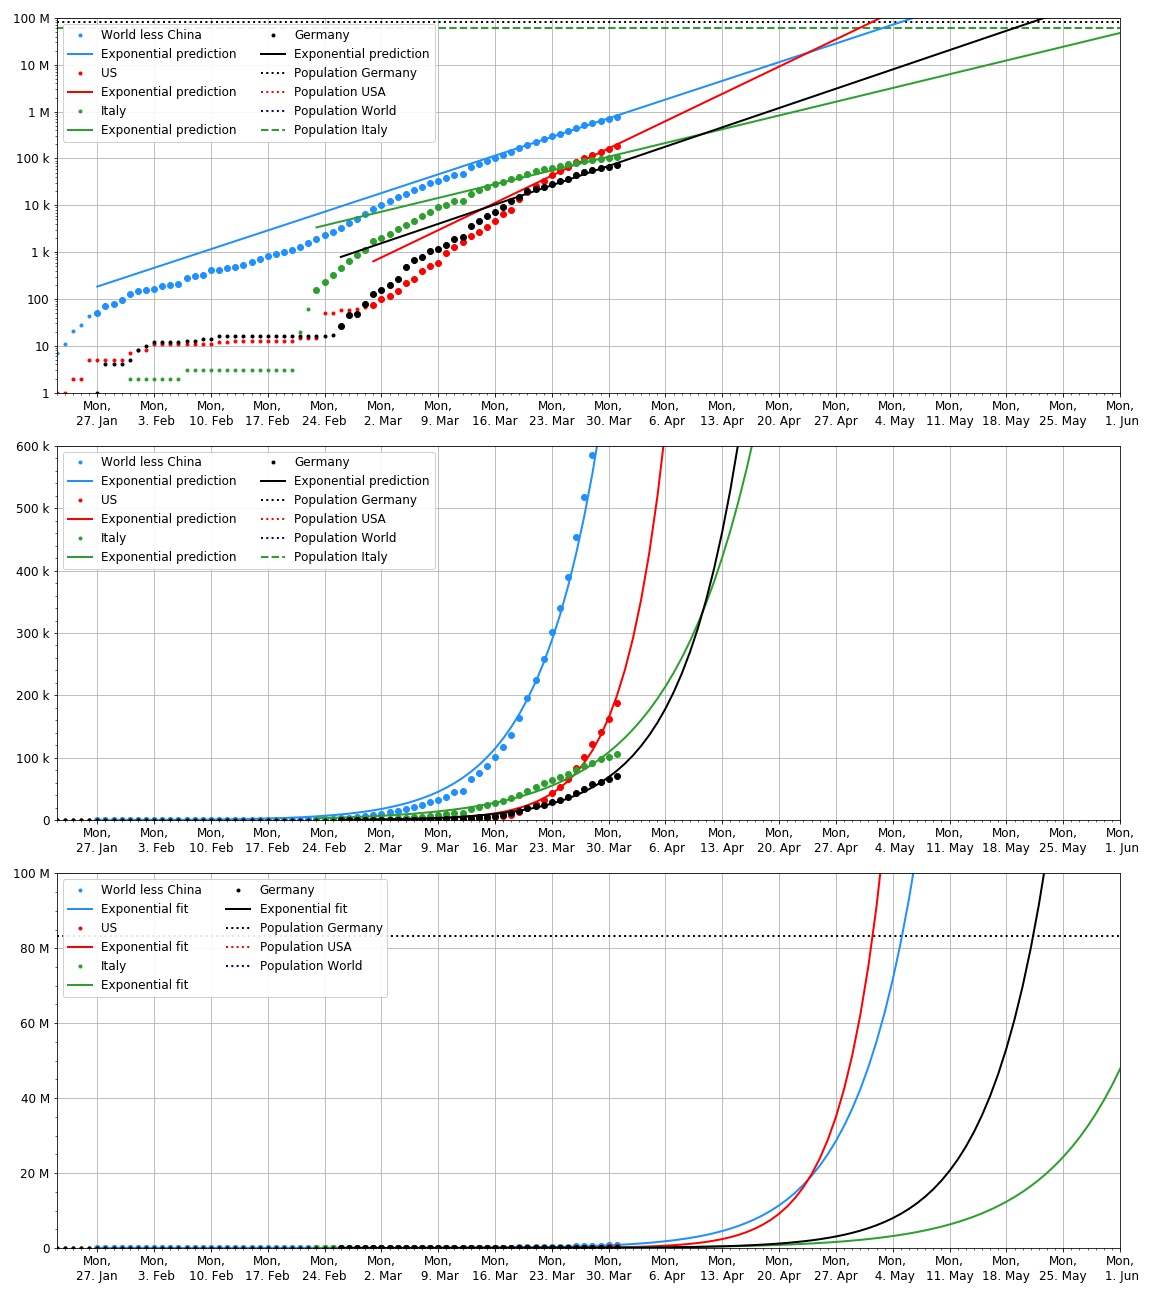 100 M
10 M
1 M
100 k
10 k
1 k
100
10
1
World less China
Exponential prediction
US
Exponential prediction
Italy
Exponential prediction
Germany
Exponential prediction
Population Germany
Population USA
Population World
Population Italy
Mon, Mon, Mon, Mon, Mon, Mon, Mon, Mon, Mon, Mon, Mon, Mon, Mon, Mon, Mon, Mon, Mon, Mon, Mon,
27. Jan 3. Feb 10. Feb 17. Feb 24. Feb 2. Mar 9. Mar 16. Mar 23. Mar 30. Mar 6. Apr 13. Apr 20. Apr 27. Apr 4. May 11. May 18. May 25. May 1. Jun
600 k
500 k
400 k
300 k
200 k
100 k
0
World less China
Exponential prediction
US
Exponential prediction
Italy
Exponential prediction
Germany
Exponential prediction
Population Germany
Population USA
Population World
Population Italy
Mon, Mon, Mon, Mon, Mon, Mon, Mon, Mon, Mon, Mon, Mon, Mon, Mon, Mon, Mon, Mon, Mon, Mon, Mon,
27. Jan 3. Feb 10. Feb 17. Feb 24. Feb 2. Mar 9. Mar 16. Mar 23. Mar 30. Mar 6. Apr 13. Apr 20. Apr 27. Apr 4. May 11. May 18. May 25. May 1. Jun
100 M
80 M
60 M
40 M
20 M
0
World less China
Exponential fit
US
Exponential fit
Italy
Exponential fit
Germany
Exponential fit
Population Germany
Population USA
Population World
Mon, Mon, Mon, Mon, Mon, Mon, Mon, Mon, Mon, Mon, Mon, Mon, Mon, Mon, Mon, Mon, Mon, Mon, Mon,
27. Jan 3. Feb 10. Feb 17. Feb 24. Feb 2. Mar 9. Mar 16. Mar 23. Mar 30. Mar 6. Apr 13. Apr 20. Apr 27. Apr 4. May 11. May 18. May 25. May 1. Jun